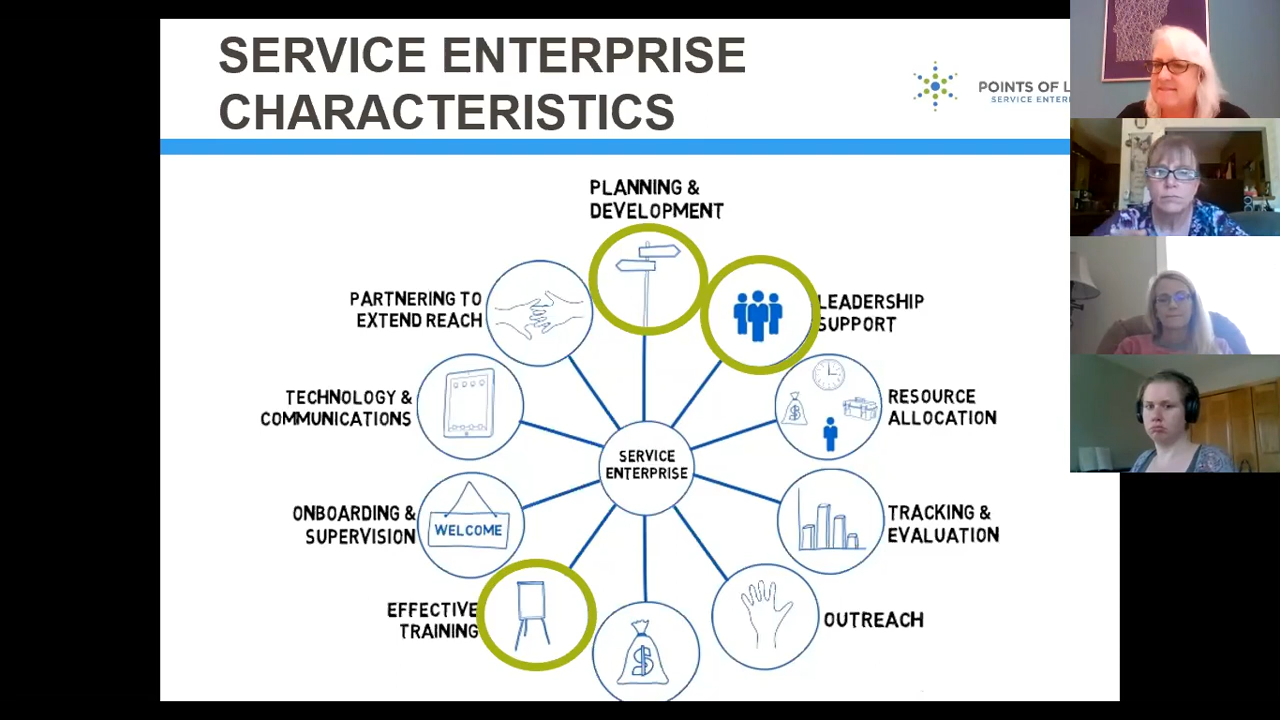 SERVICE ENTERPRISE
CHARACTERISTICS
POINTS OF L
SERVICE ENTER
PLANNING &
DEVELOPMENT
PARTNERING TO
EXTEND REACH
LEADERSHIP
SUPPORT
TECHNOLOGY &
COMMUNICATIONS
RESOURCE
ALLOCATION
SERVICE
ENTERPRISE
ONBOARDING &
SUPERVISION
WELCOME
TRACKING &
EVALUATION
EFFECTIVE
TRAINING
OUTREACH
$
$